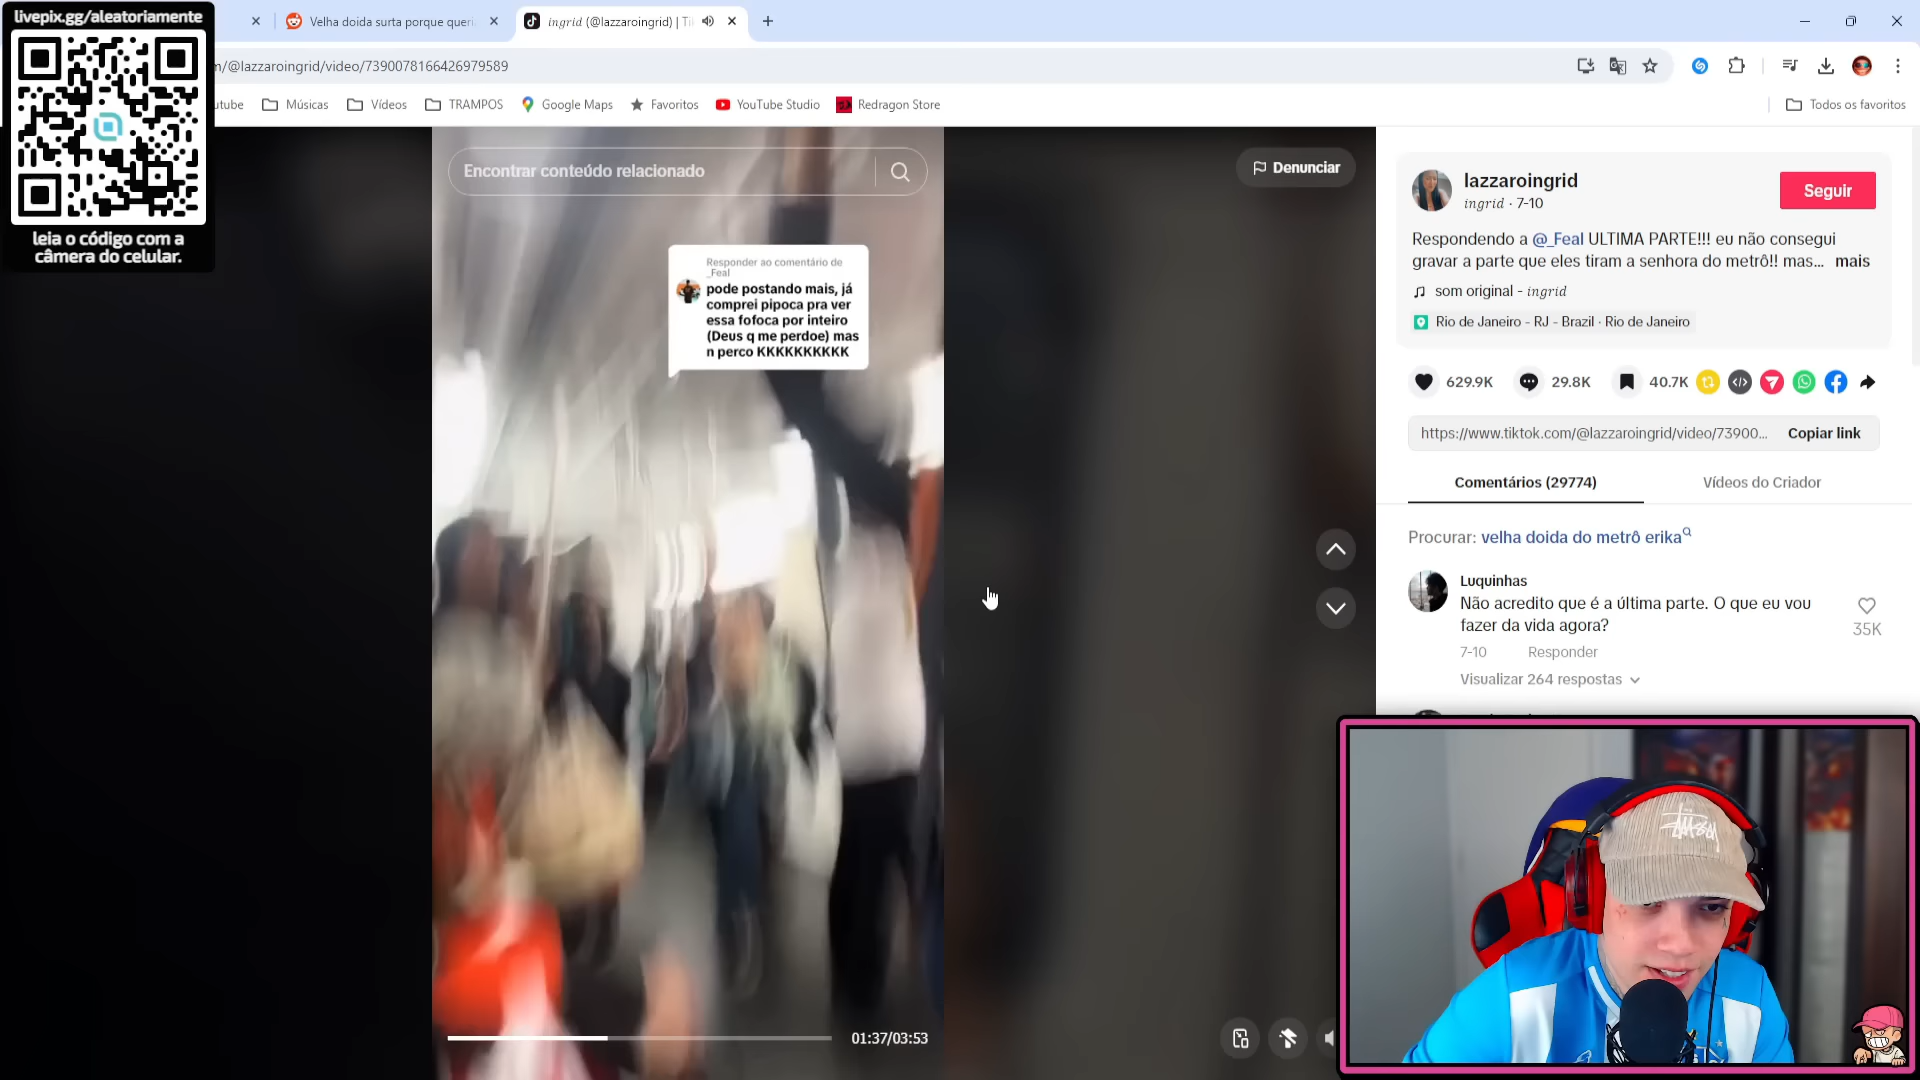 livepix.gg/aleatoriamente
leia o código com a
câmera do celular.
Velha doida surta porque queri
ingrid (@lazzaroingrid) | Ti
/@lazzaroingrid/video/7390078166426979589
utube
Músicas
Vídeos
TRAMPOS
Google Maps
Favoritos
YouTube Studio
Redragon Store
Todos os favoritos
Encontrar conteúdo relacionado
Denunciar
Responder ao comentário de
_Feal
pode postando mais, já
comprei pipoca pra ver
essa fofoca por inteiro
(Deus q me perdoe) mas
n perco KKKKKKKKKK
01:37/03:53
lazzaroingrid
ingrid · 7-10
Seguir
Respondendo a @_Feal ULTIMA PARTE!!! eu não consegui
gravar a parte que eles tiram a senhora do metrô!! mas... mais
som original - ingrid
Rio de Janeiro - RJ - Brazil · Rio de Janeiro
629.9K
29.8K
40.7K
https://www.tiktok.com/@lazzaroingrid/video/73900...
Copiar link
Comentários (29774)
Vídeos do Criador
Procurar: velha doida do metrô erika
Luquinhas
Não acredito que é a última parte. O que eu vou
fazer da vida agora?
35K
7-10
Responder
Visualizar 264 respostas